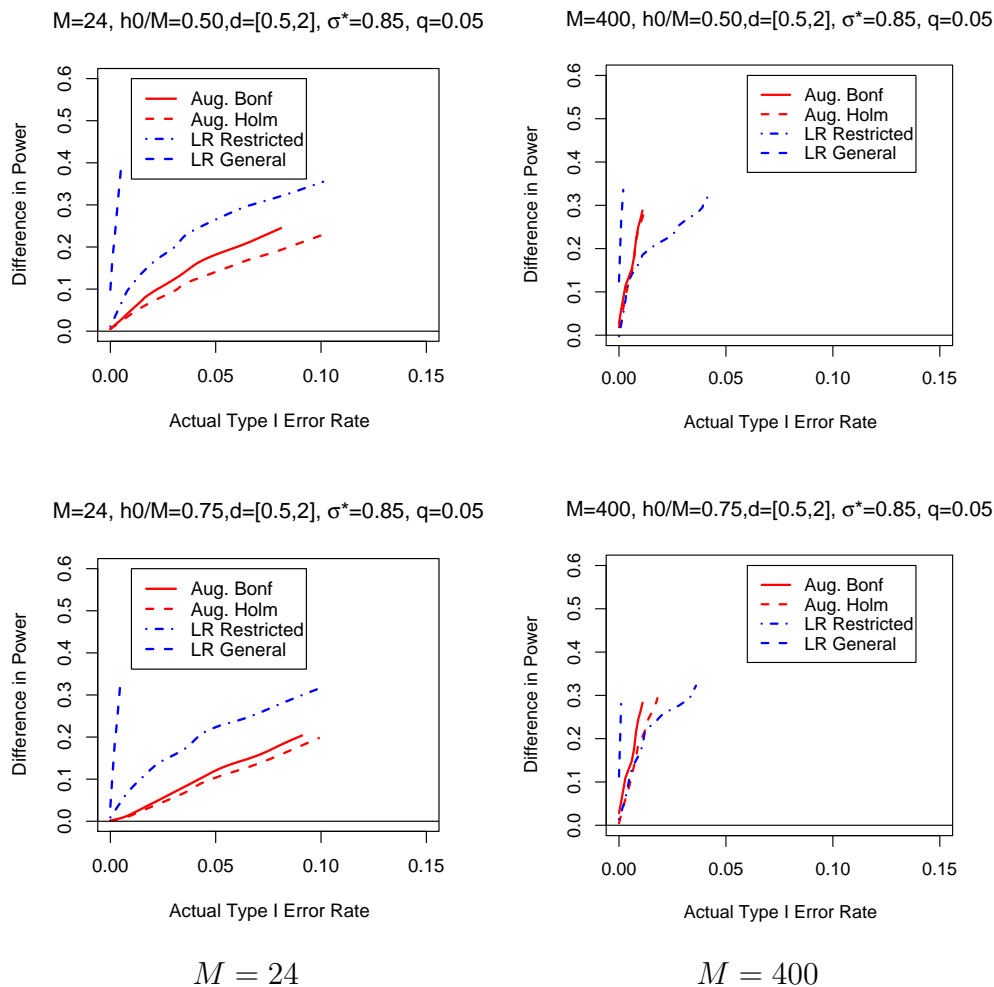 M=24, h0/M=0.50,d=[0.5,2], σ*=0.85, q=0.05
Difference in Power
0.6
0.5
0.4
0.3
0.2
0.1
0.0
Aug. Bonf
Aug. Holm
LR Restricted
LR General
0.00
0.05
0.10
0.15
Actual Type I Error Rate
M=400, h0/M=0.50,d=[0.5,2], σ*=0.85, q=0.05
Difference in Power
0.6
0.5
0.4
0.3
0.2
0.1
0.0
Aug. Bonf
Aug. Holm
LR Restricted
LR General
0.00
0.05
0.10
0.15
Actual Type I Error Rate
M=24, h0/M=0.75,d=[0.5,2], σ*=0.85, q=0.05
Difference in Power
0.6
0.5
0.4
0.3
0.2
0.1
0.0
Aug. Bonf
Aug. Holm
LR Restricted
LR General
0.00
0.05
0.10
0.15
Actual Type I Error Rate
M=400, h0/M=0.75,d=[0.5,2], σ*=0.85, q=0.05
Difference in Power
0.6
0.5
0.4
0.3
0.2
0.1
0.0
Aug. Bonf
Aug. Holm
LR Restricted
LR General
0.00
0.05
0.10
0.15
Actual Type I Error Rate
M = 24
M = 400